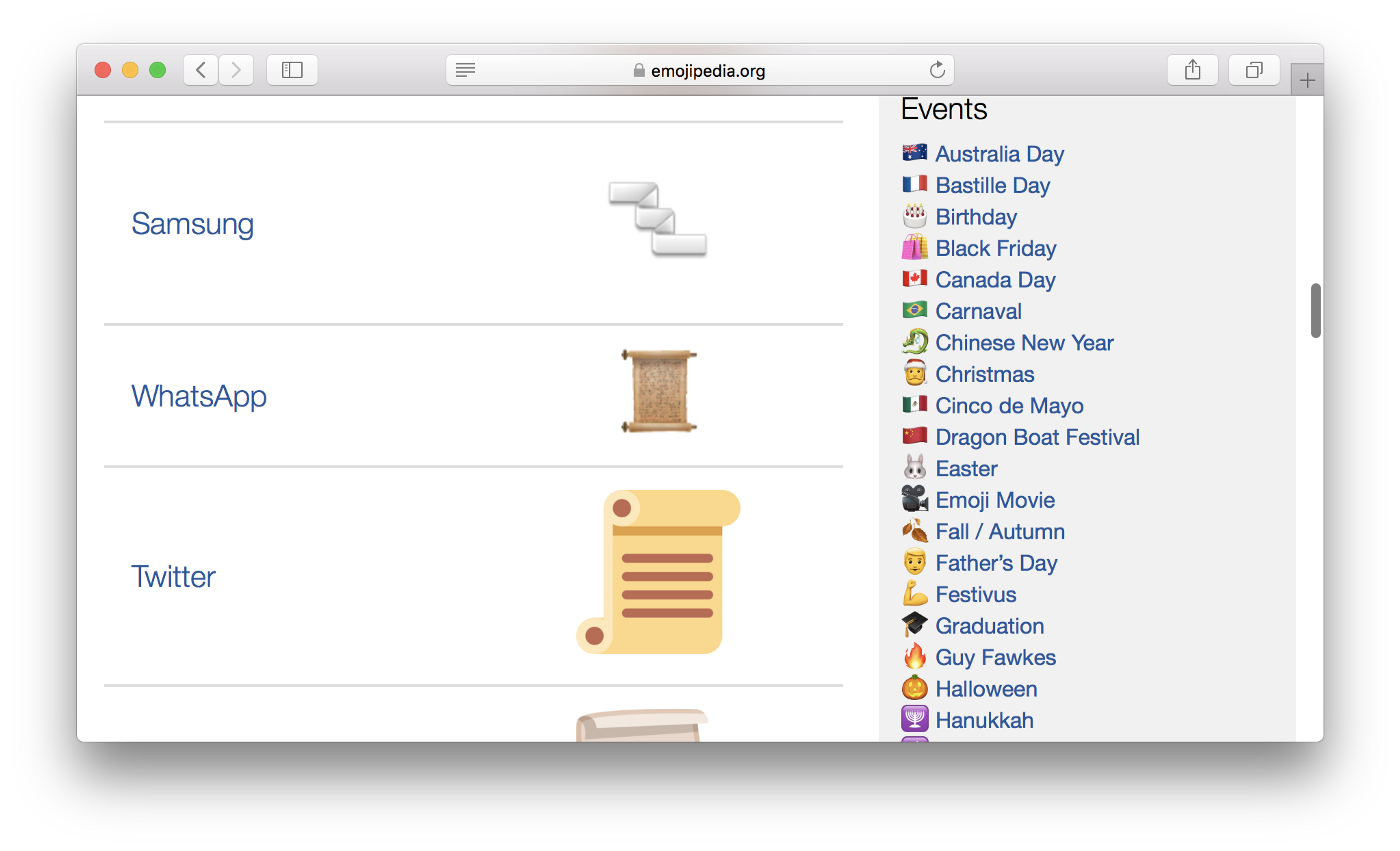 emojipedia.org
Samsung
WhatsApp
Twitter
Events
Australia Day
Bastille Day
Birthday
Black Friday
Canada Day
Carnaval
Chinese New Year
Christmas
Cinco de Mayo
Dragon Boat Festival
Easter
Emoji Movie
Fall / Autumn
Father’s Day
Festivus
Graduation
Guy Fawkes
Halloween
Hanukkah